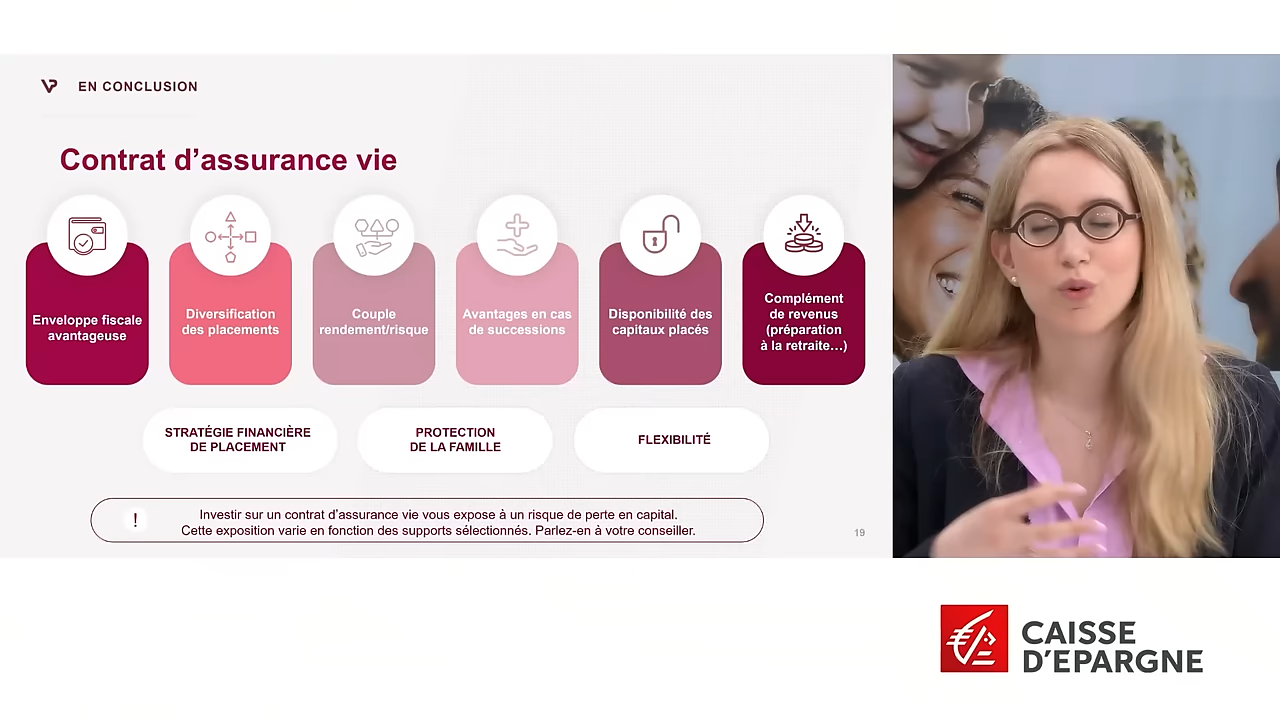 EN CONCLUSION
Contrat d’assurance vie
Enveloppe fiscale
avantageuse
Diversification
des placements
Couple
rendement/risque
Avantages en cas
de successions
Disponibilité des
capitaux placés
Complément
de revenus
(préparation
à la retraite…)
STRATÉGIE FINANCIÈRE
DE PLACEMENT
PROTECTION
DE LA FAMILLE
FLEXIBILITÉ
!
Investir sur un contrat d’assurance vie vous expose à un risque de perte en capital.
Cette exposition varie en fonction des supports sélectionnés. Parlez-en à votre conseiller.
19
CAISSE
D’EPARGNE